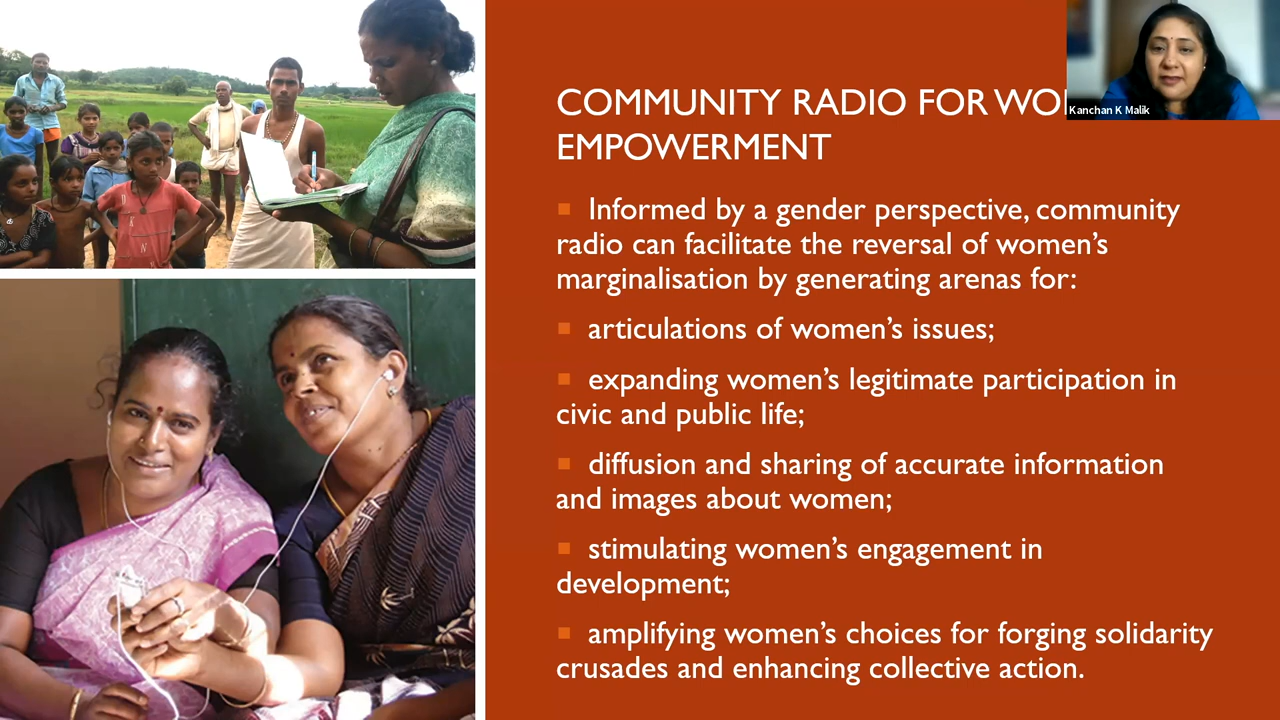 COMMUNITY RADIO FOR
EMPOWERMENT
Kanchan K Malik
■ Informed by a gender perspective, community
radio can facilitate the reversal of women's
marginalisation by generating arenas for:
■ articulations of women's issues;
■ expanding women's legitimate participation in
civic and public life;
■ diffusion and sharing of accurate information
and images about women;
■ stimulating women's engagement in
development;
■ amplifying women's choices for forging solidarity
crusades and enhancing collective action.